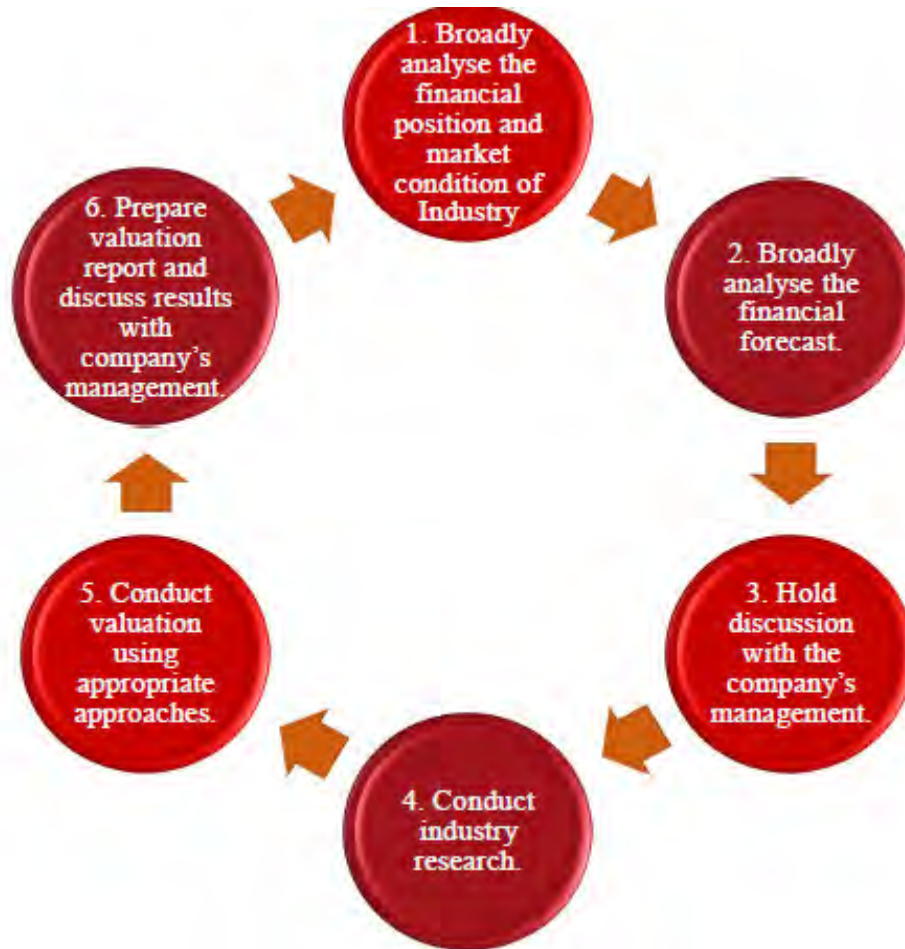 1. Broadly
analyse the
financial
position and
market
condition of
Industry
2. Broadly
analyse the
financial
forecast.
3. Hold
discussion
with the
company’s
management.
4. Conduct
industry
research.
5. Conduct
valuation
using
appropriate
approaches.
6. Prepare
valuation
report and
discuss results
with
company’s
management.